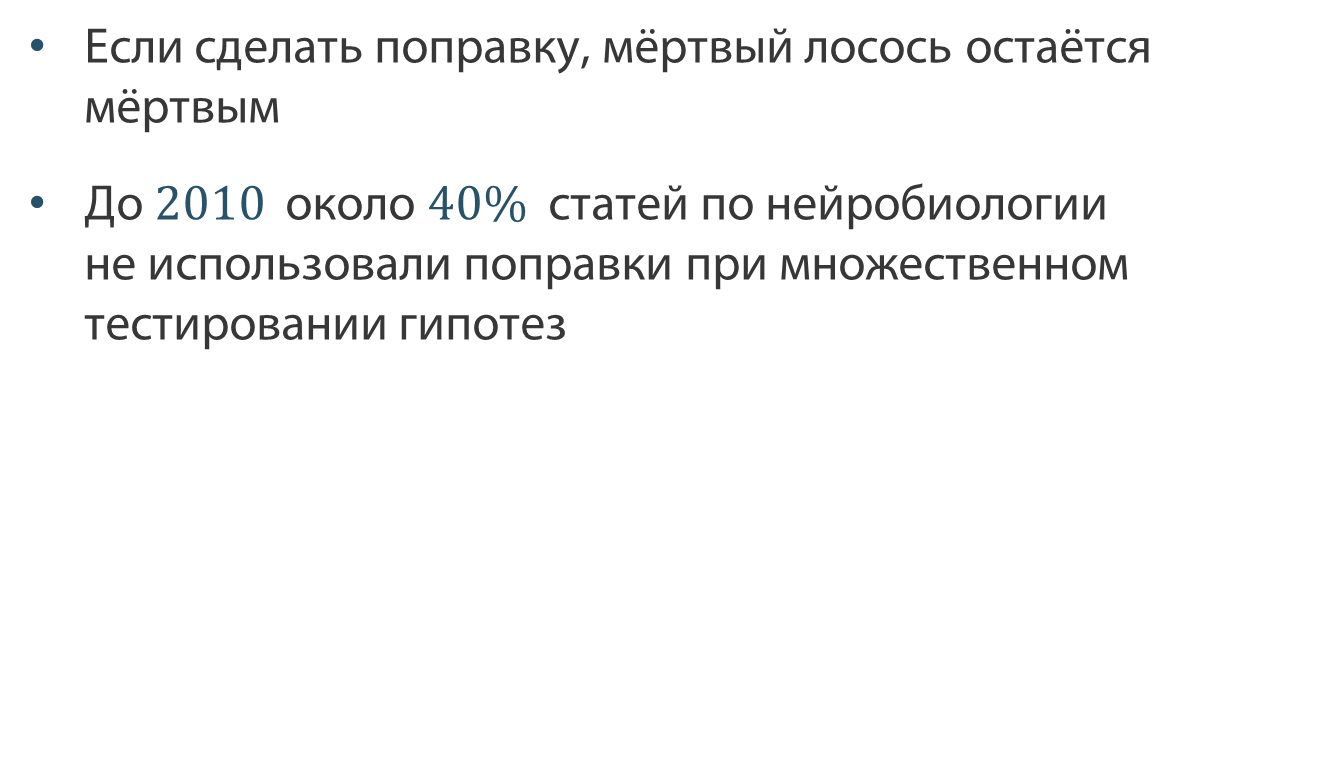 • Если сделать поправку, мёртвый лосось остаётся
мёртвым
• До 2010 около 40% статей по нейробиологии
не использовали поправки при множественном
тестировании гипотез